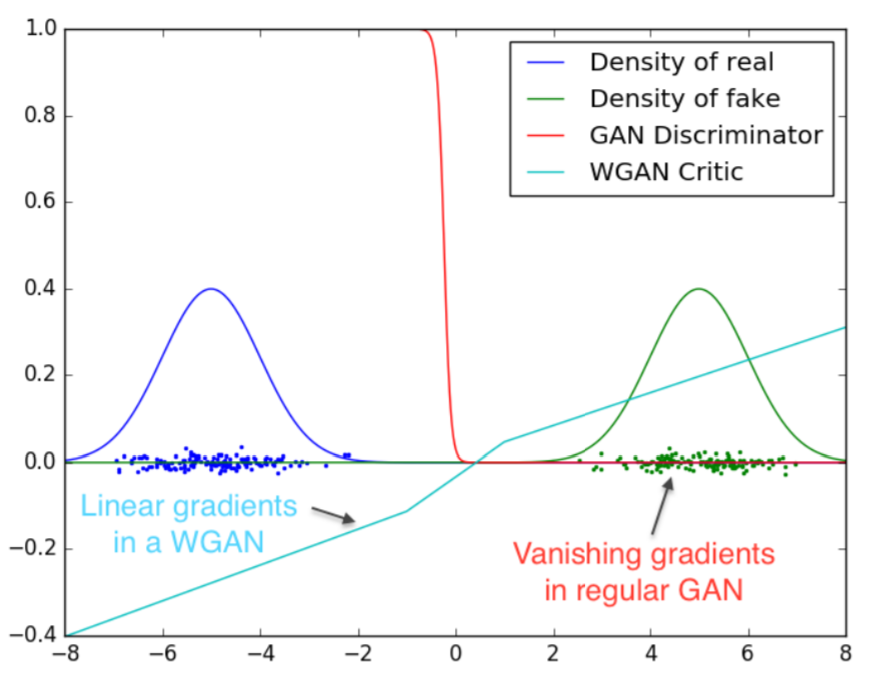 1.0
0.8
0.6
0.4
0.2
0.0
−0.2
−0.4
−8
−6
−4
−2
0
2
4
6
8
Density of real
Density of fake
GAN Discriminator
WGAN Critic
Linear gradients
in a WGAN
Vanishing gradients
in regular GAN